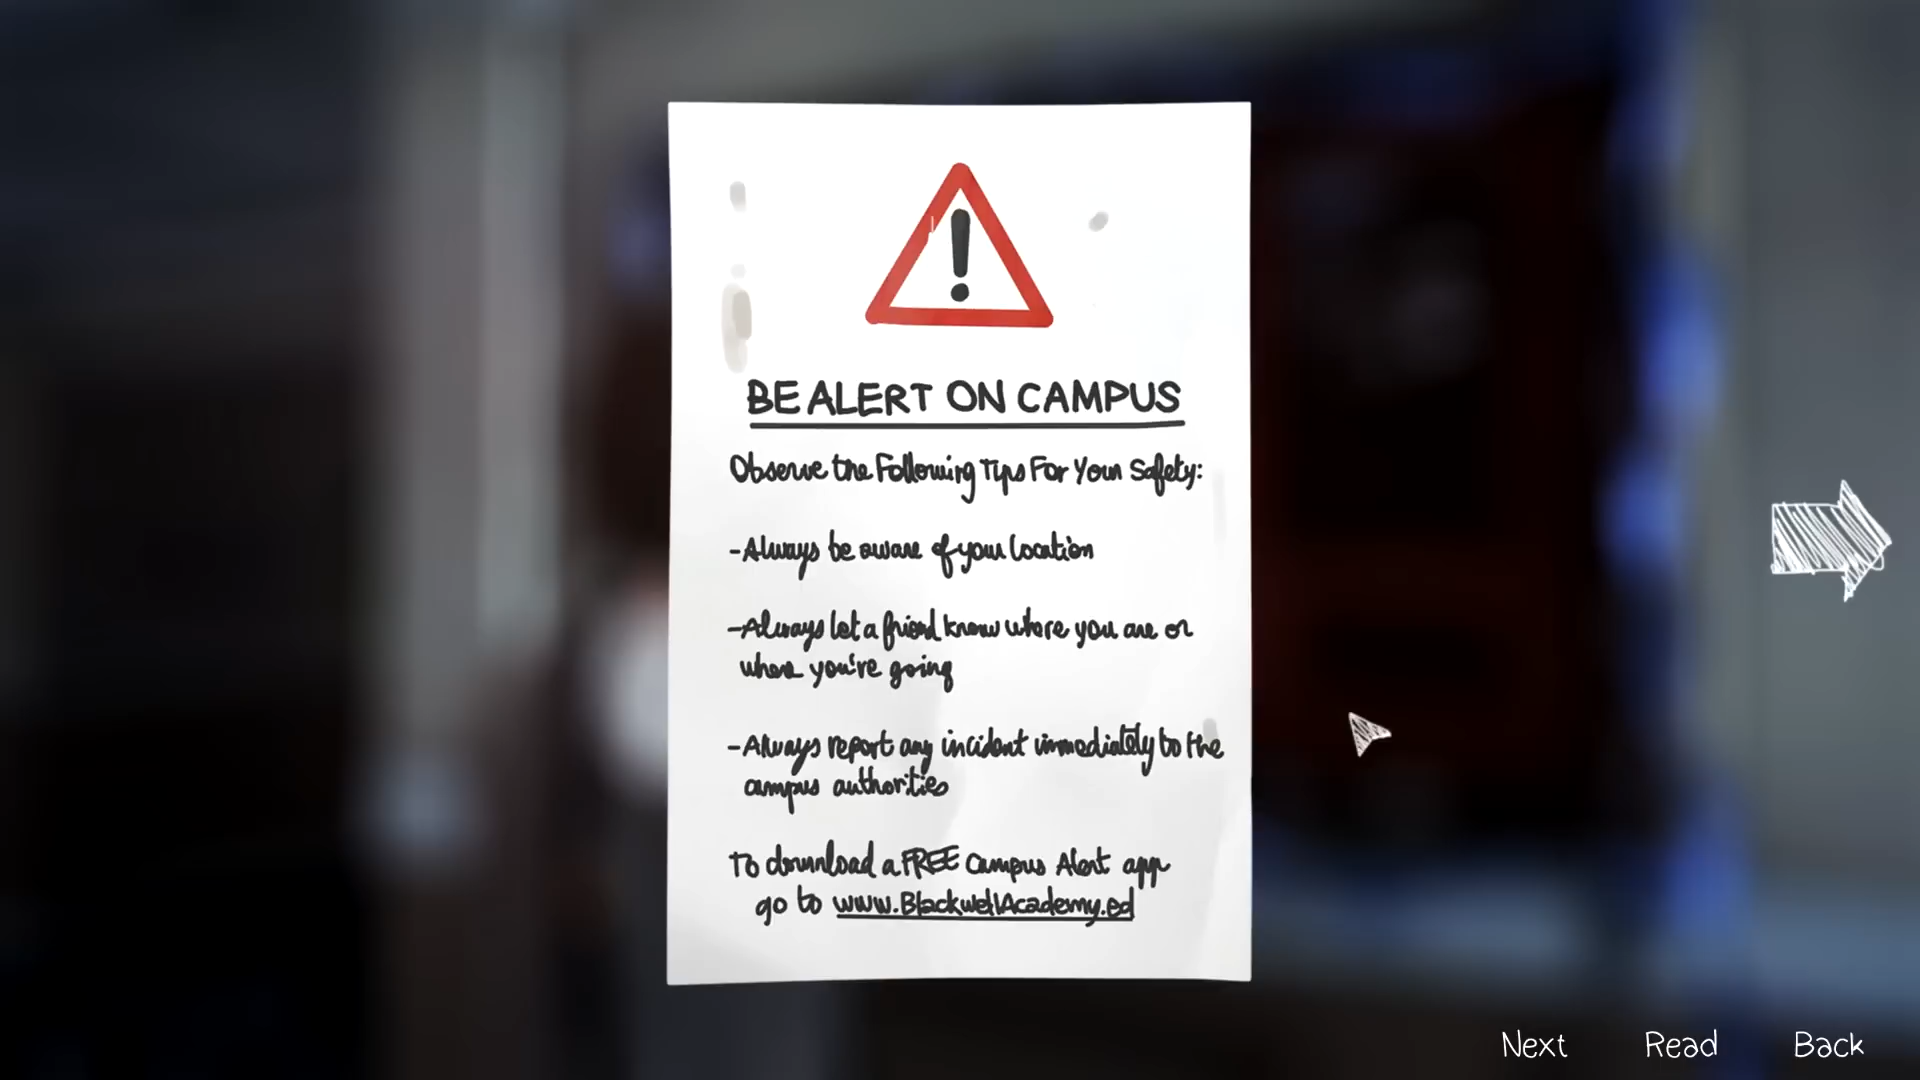 !
BE ALERT ON CAMPUS
Observe the Following Tips For Your Safety:
-Always be aware of your location
-Always let a friend know where you are or
where you're going
-Always report any incident immediately to the
campus authorities
To download a FREE Campus Alert app
go to www.BlackwellAcademy.ed
Next Read Back